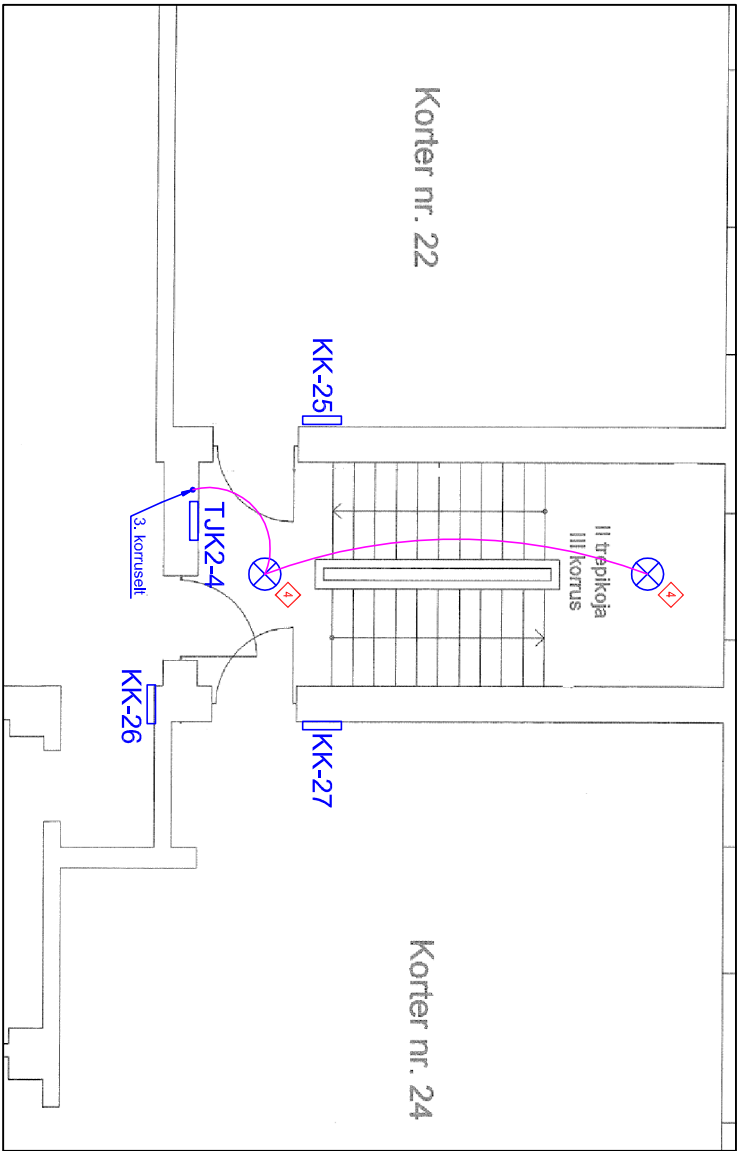 Korter nr. 22
KK-25
TJK2-4
3. korruselt
4
4
II trepikoja
III korrus
KK-26
KK-27
Korter nr. 24